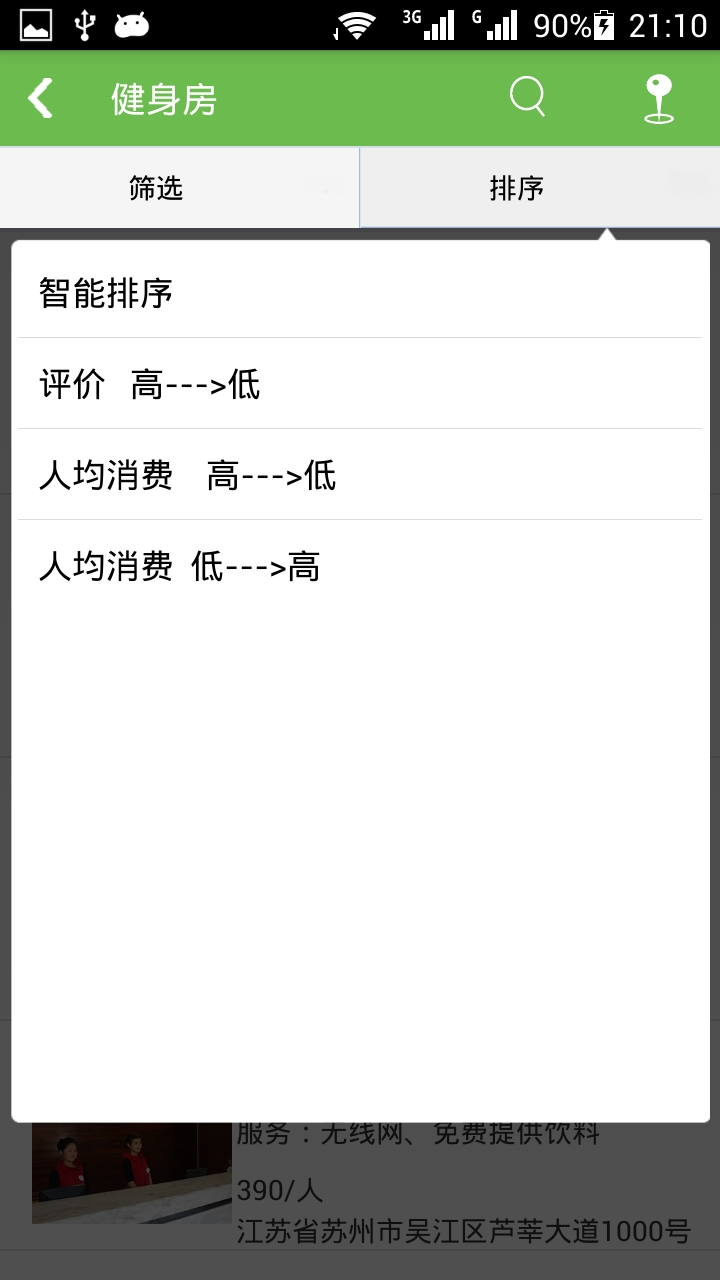 3G G 90% 21:10
健身房
筛选 排序
智能排序
评价 高--->低
人均消费 高--->低
人均消费 低--->高
服务：无线网、免费提供饮料
390/人
江苏省苏州市吴江区芦莘大道1000号